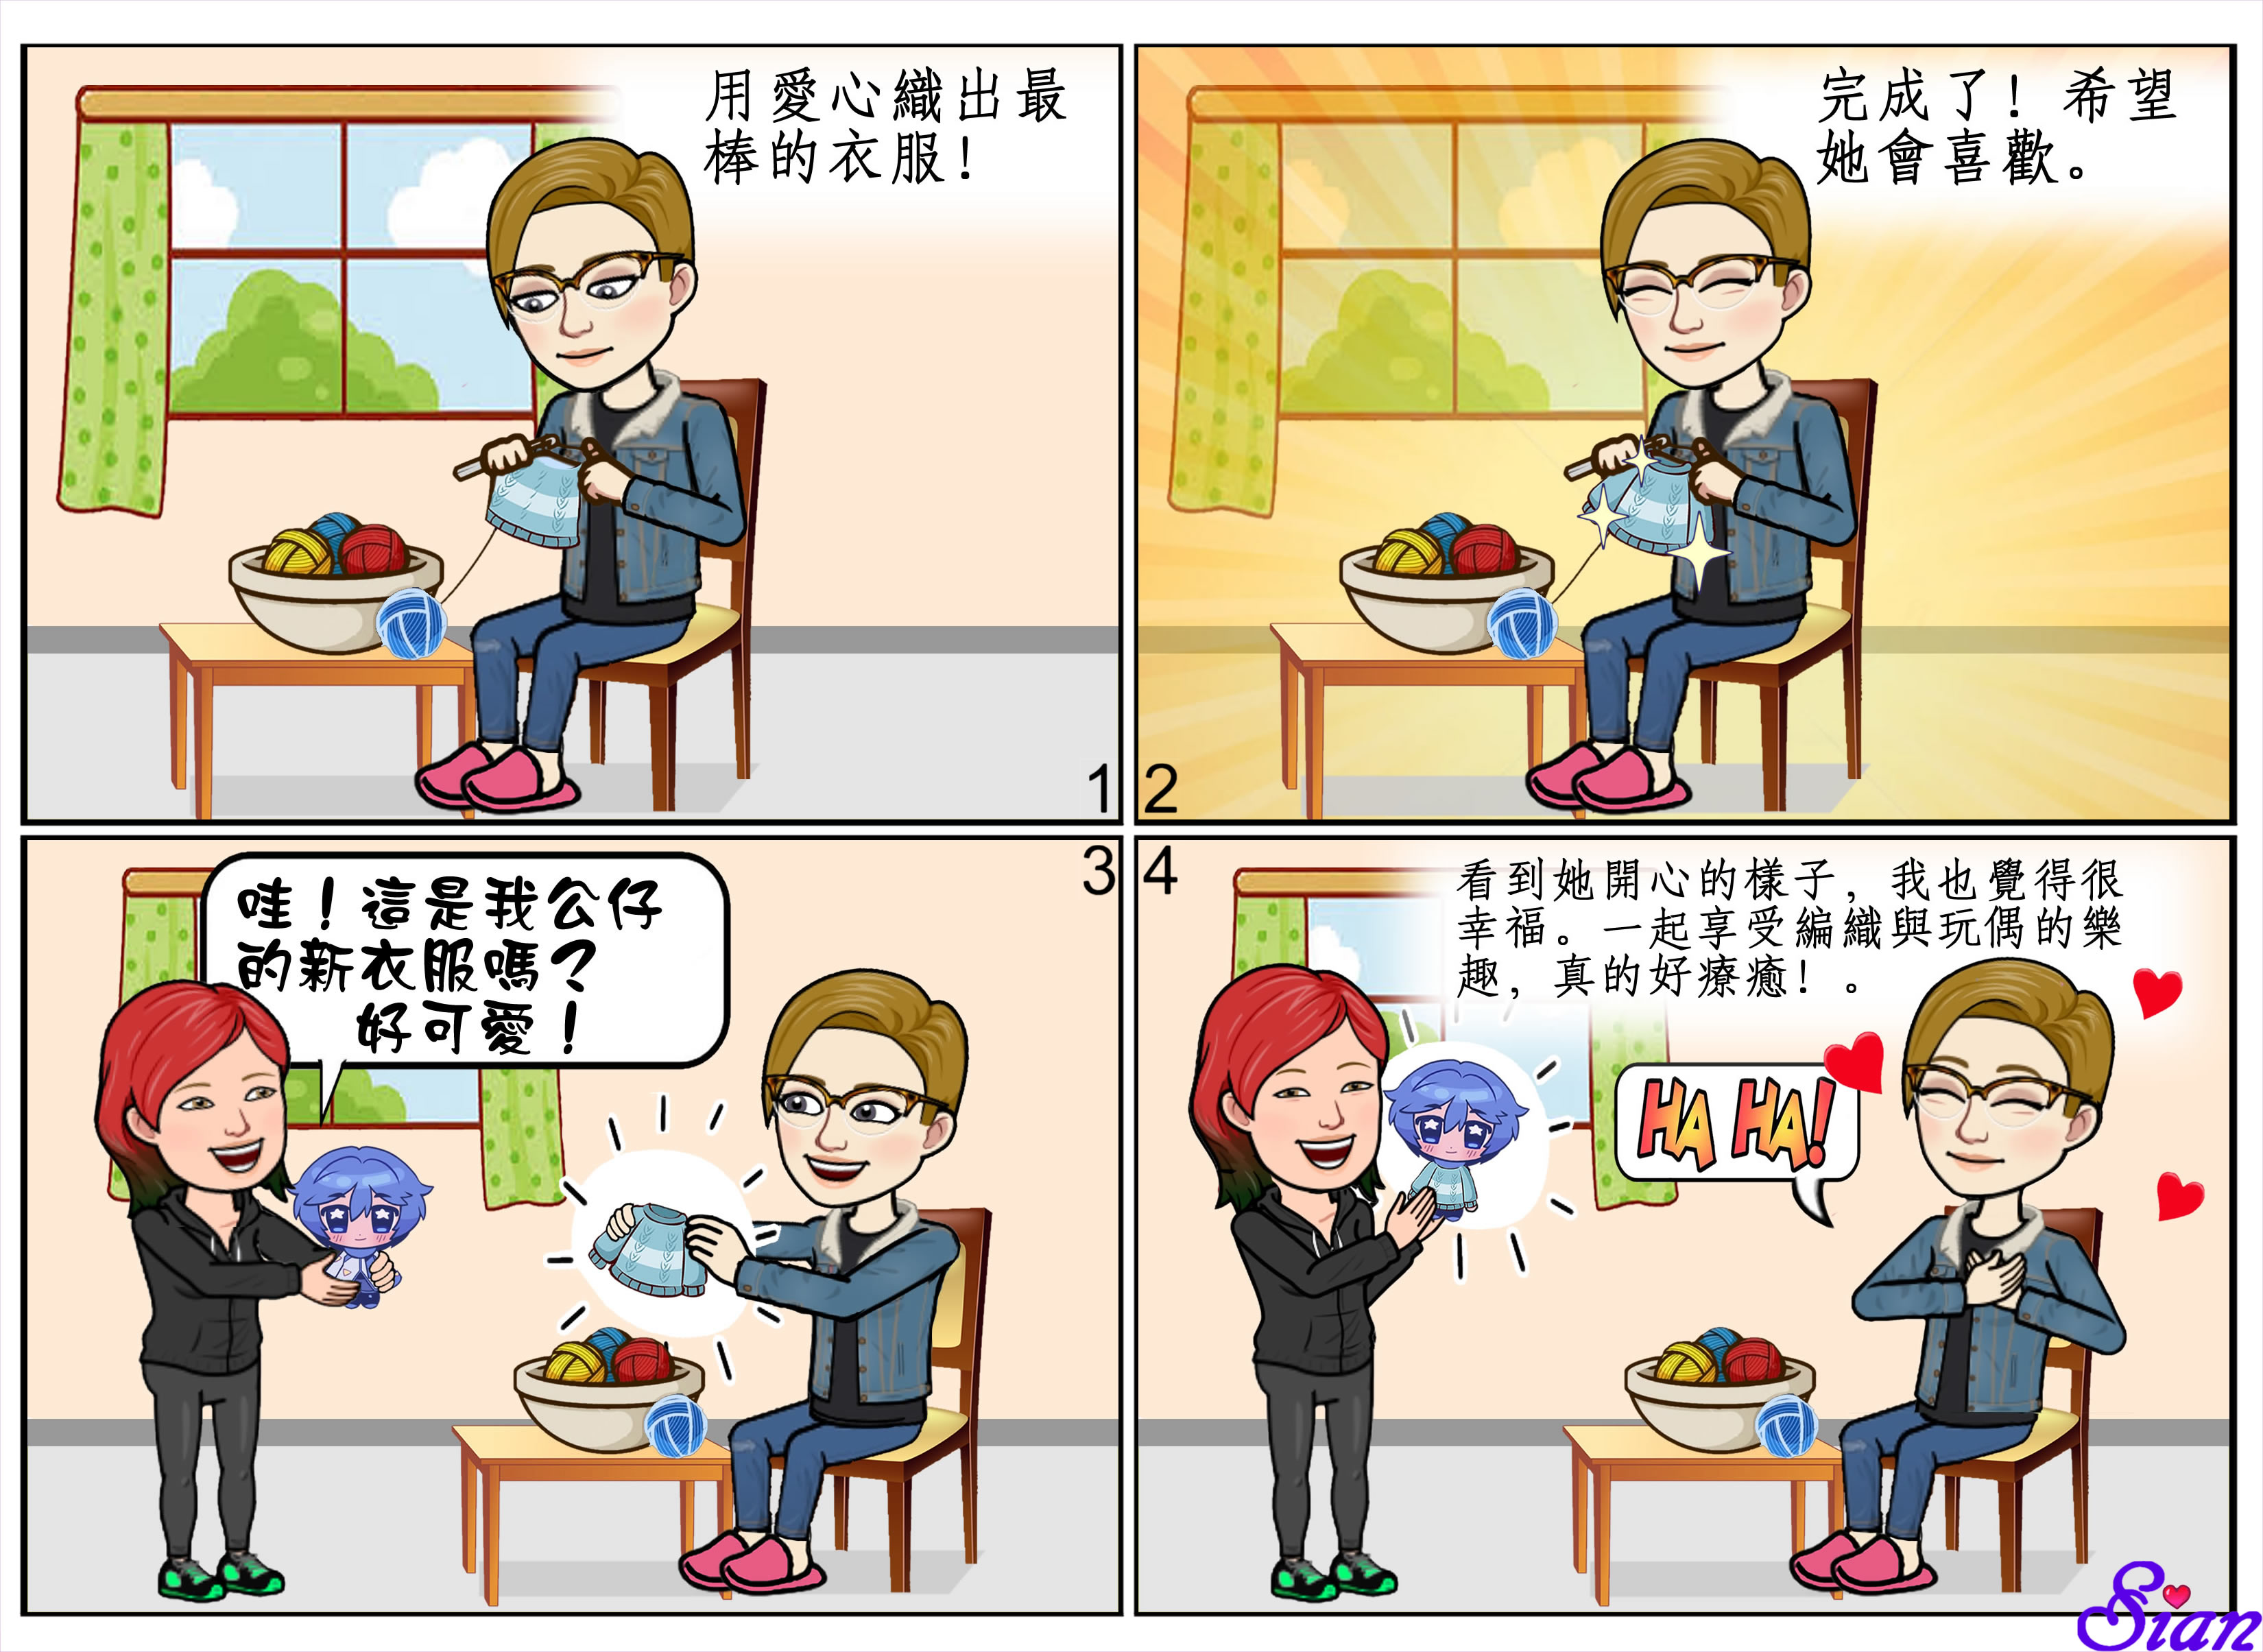 用愛心織出最
棒的衣服!
1
完成了!希望
她會喜歡。
2
哇!這是我公仔
的新衣服嗎?
好可愛!
3
4
看到她開心的樣子,我也覺得很
幸福。一起享受編織與玩偶的樂
趣,真的好療癒!。
HA HA!
Sian